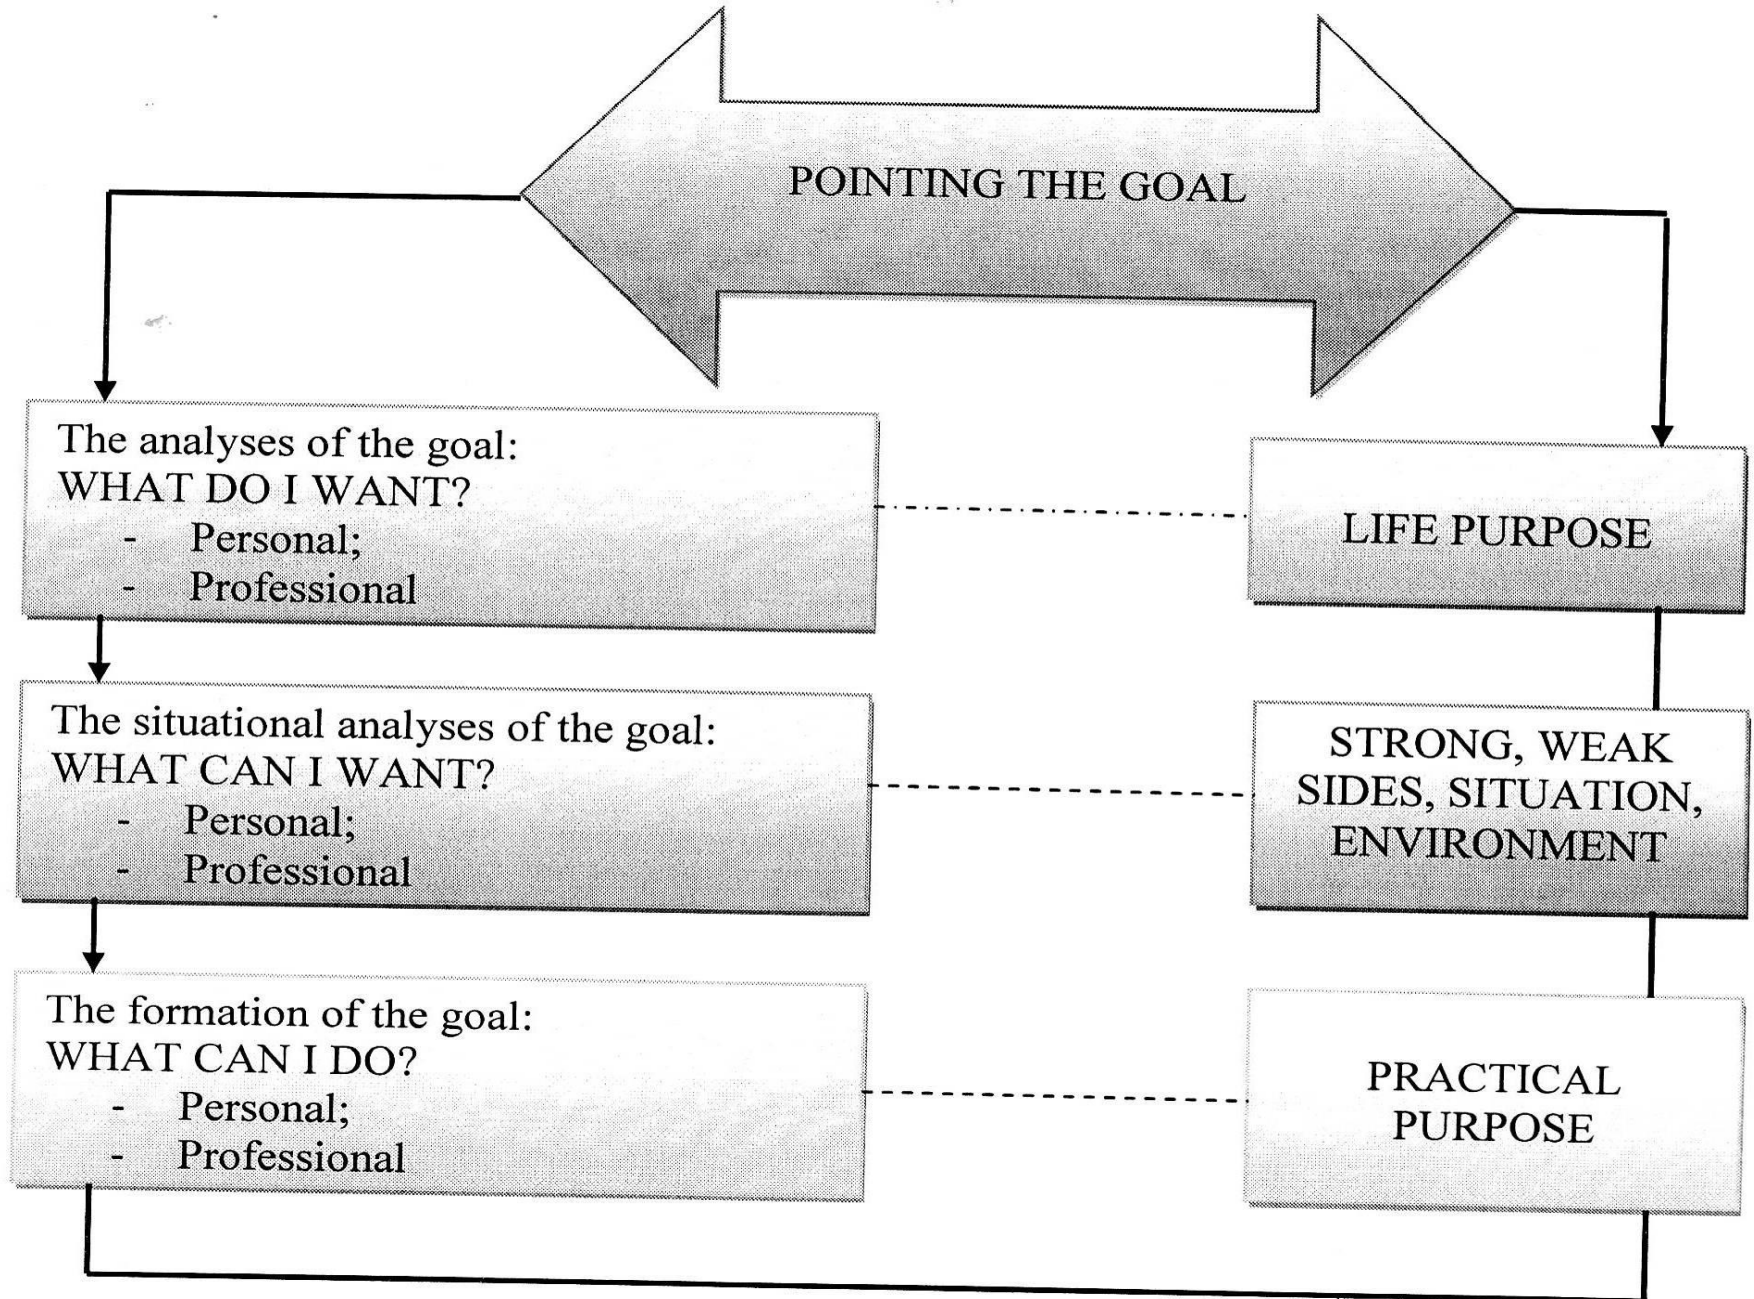 POINTING THE GOAL
The analyses of the goal:
WHAT DO I WANT?
- Personal;
- Professional
LIFE PURPOSE
The situational analyses of the goal:
WHAT CAN I WANT?
- Personal;
- Professional
STRONG, WEAK
SIDES, SITUATION,
ENVIRONMENT
The formation of the goal:
WHAT CAN I DO?
- Personal;
- Professional
PRACTICAL
PURPOSE